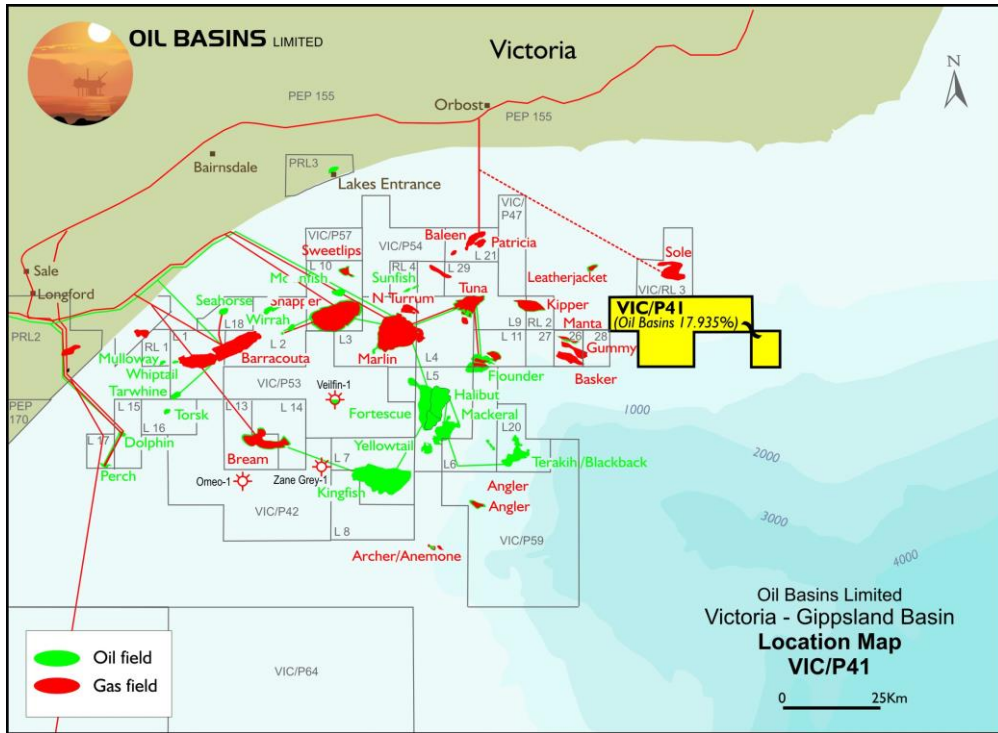 OIL BASINS LIMITED
Victoria
N
Orbost
PEP 155
PEP 155
Bairnsdale
PRL3
Lakes Entrance
VIC/
P47
VIC/P57
Sweetlips
VIC/P54
Baleen
Patricia
L 21
Sole
Sale
Longford
L 10
RL 4
L 29
Leatherjacket
VIC/RL 3
Moonfish
Sunfish
Tuna
Seahorse
Snapper
N Turrum
Kipper
VIC/P41
(Oil Basins 17.935%)
Wirrah
L18
L9
RL 2
Manta
PRL2
RL 1
L 1
L 2
L3
Marlin
L 11
27
26
28
Gummy
Mulloway
Barracouta
L4
Whiptail
Flounder
Basker
Tarwhine
VIC/P53
L5
Halibut
PEP
170
L 15
Torsk
L 13
L 14
Veilfin-1
Fortescue
Mackeral
1000
L 16
L 17
Dolphin
Yellowtail
L20
2000
Bream
L 7
L6
Terakihi/Blackback
Perch
Omeo-1
Zane Grey-1
Kingfish
Angler
Angler
3000
VIC/P42
L 8
VIC/P59
Archer/Anemone
4000
Oil Basins Limited
Victoria - Gippsland Basin
Location Map
VIC/P41
0 25Km
Oil field
Gas field
VIC/P64